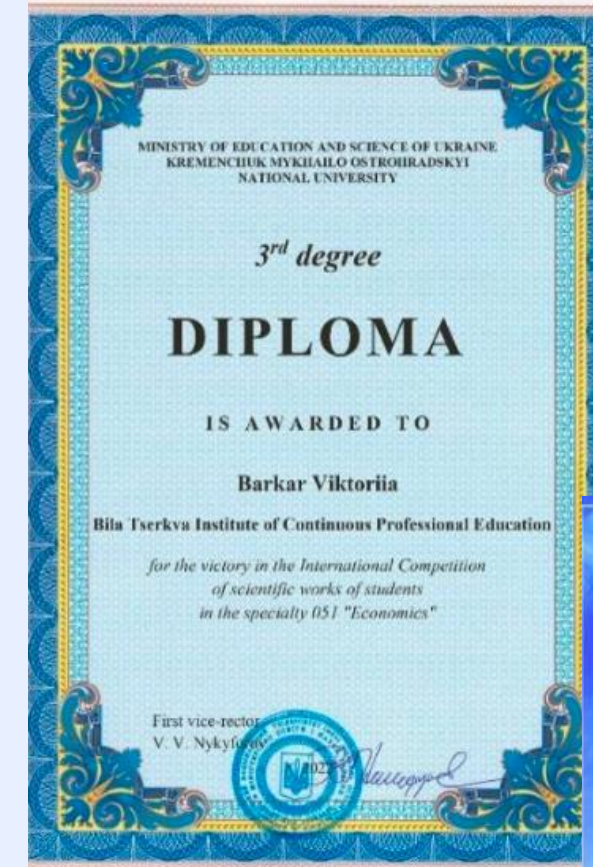 MINISTRY OF EDUCATION AND SCIENCE OF UKRAINE
KREMENCHUK MYKHAILO OSTROHRADSKYI
NATIONAL UNIVERSITY
3rd degree
DIPLOMA
IS AWARDED TO
Barkar Viktoriia
Bila Tserkva Institute of Continuous Professional Education
for the victory in the International Competition
of scientific works of students
in the specialty 051 "Economics"
First vice-rector
V. V. Nykyforov